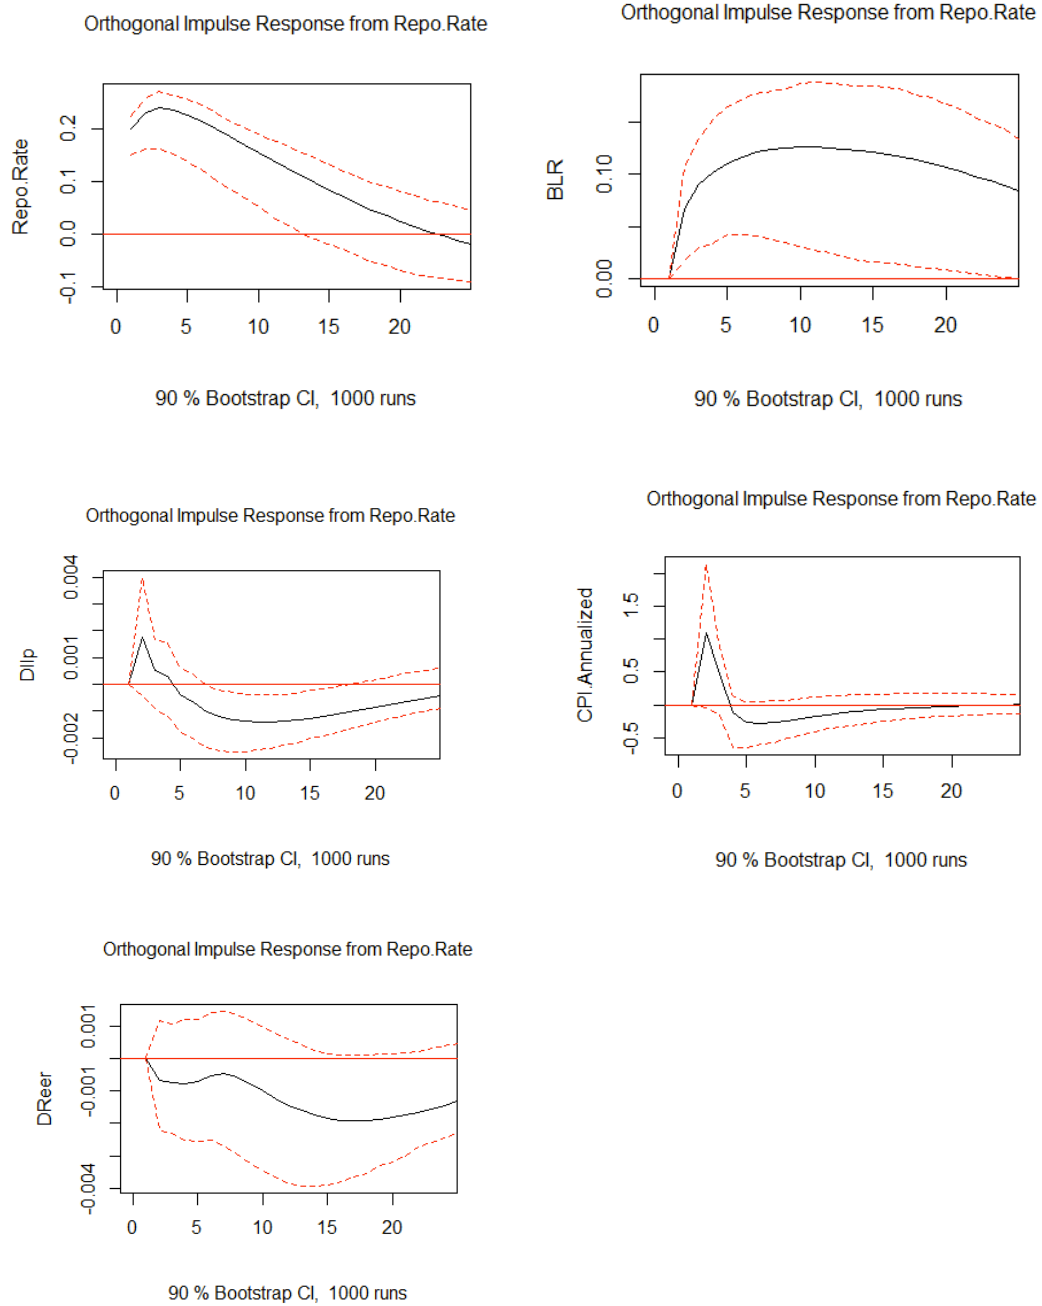 Orthogonal Impulse Response from Repo.Rate
Orthogonal Impulse Response from Repo.Rate
Repo.Rate
0.2
0.1
0.0
-0.1
0 5 10 15 20
90 % Bootstrap CI, 1000 runs
BLR
0.10
0.00
0 5 10 15 20
90 % Bootstrap CI, 1000 runs
Orthogonal Impulse Response from Repo.Rate
Orthogonal Impulse Response from Repo.Rate
DIIp
0.004
0.001
-0.002
0 5 10 15 20
90 % Bootstrap CI, 1000 runs
CPI.Annualized
1.5
0.5
-0.5
0 5 10 15 20
90 % Bootstrap CI, 1000 runs
Orthogonal Impulse Response from Repo.Rate
DReer
0.001
-0.001
-0.004
0 5 10 15 20
90 % Bootstrap CI, 1000 runs